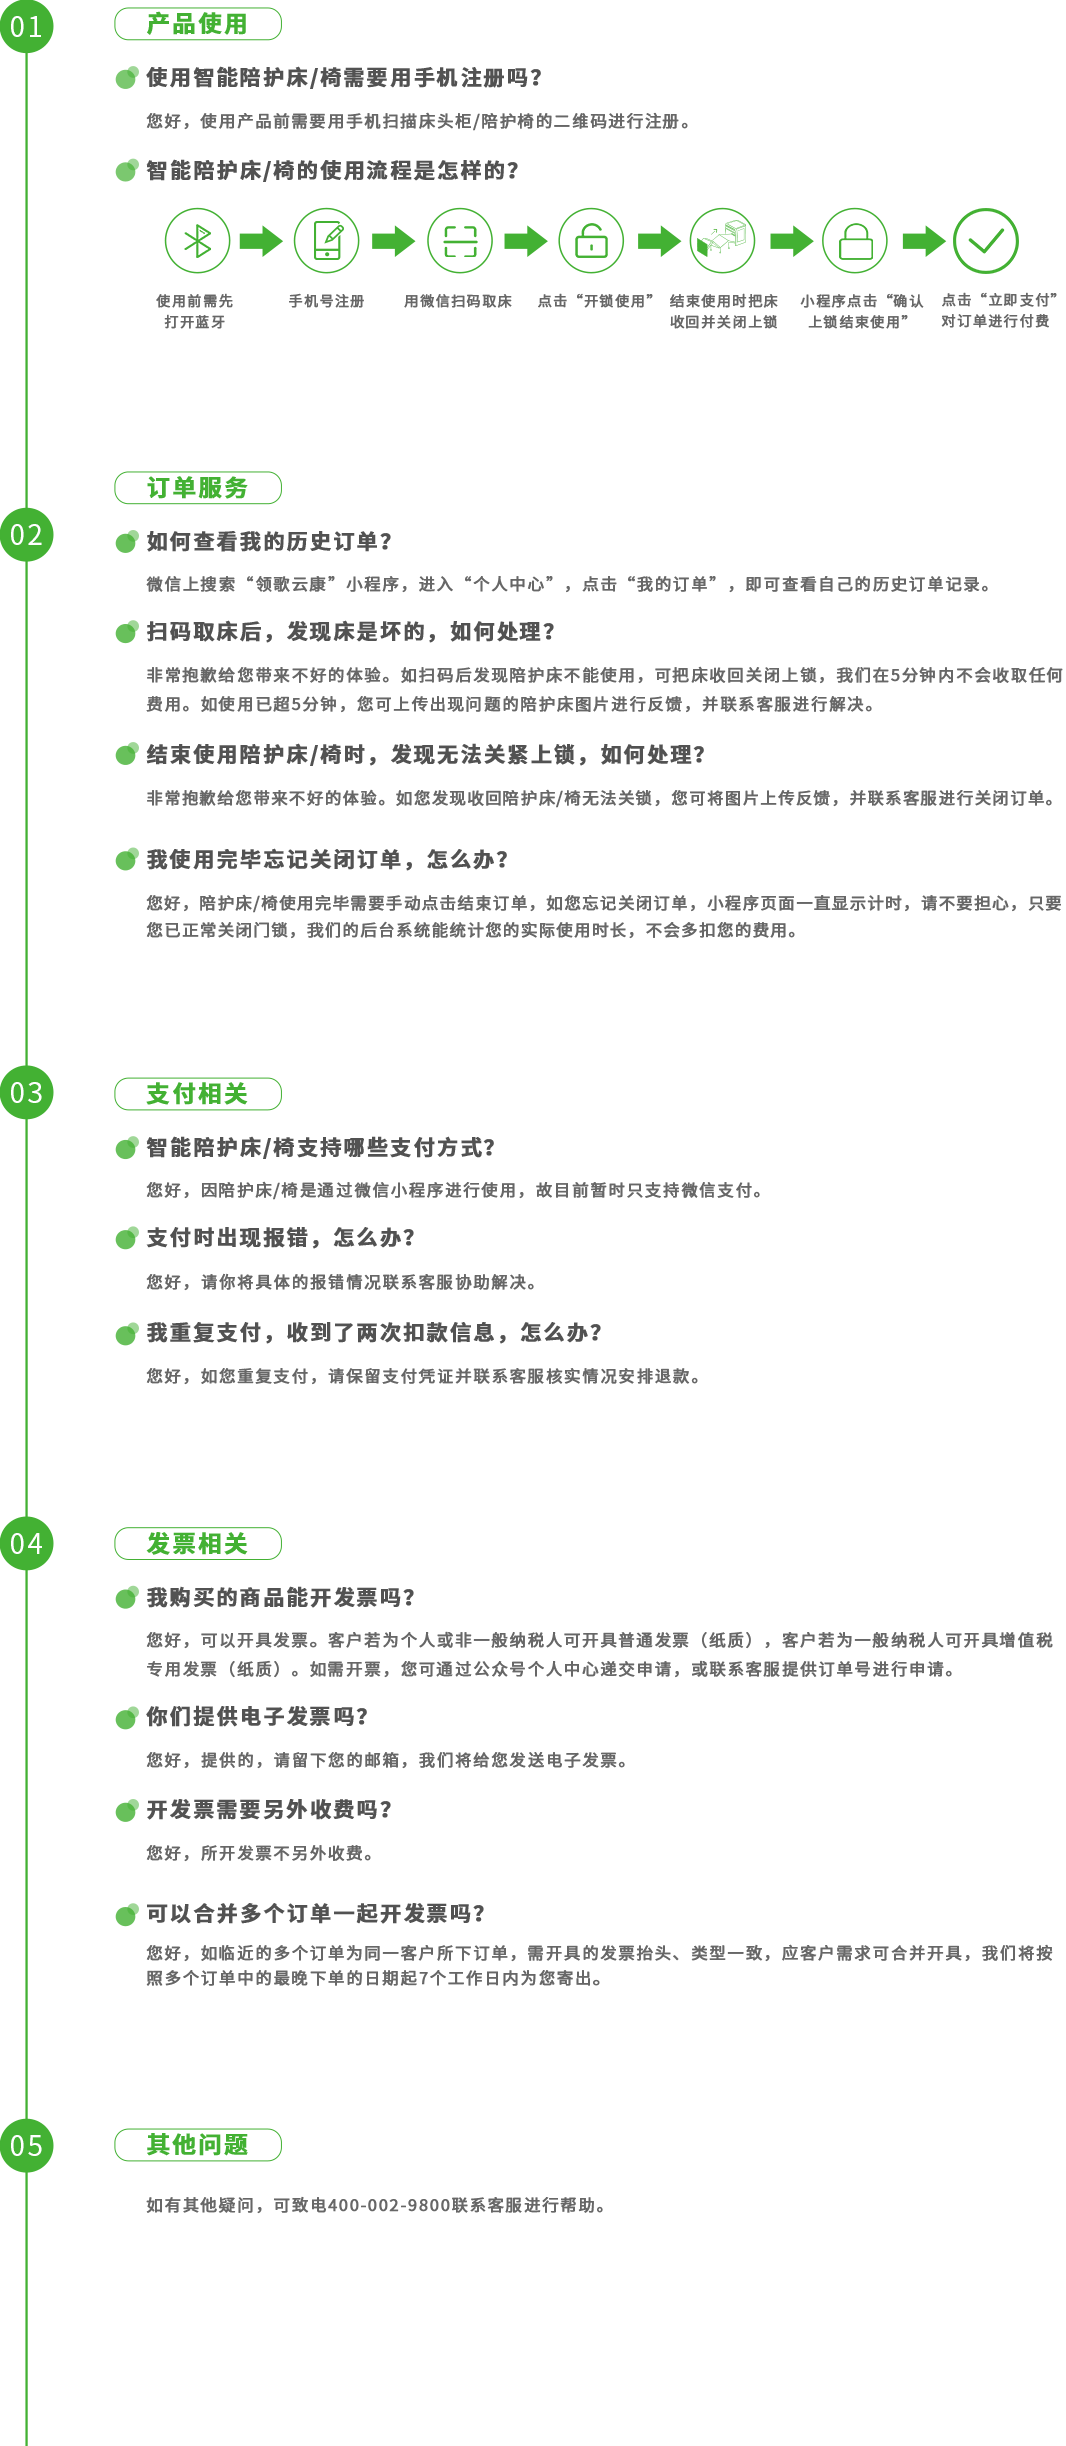 01
产品使用
使用智能陪护床/椅需要用手机注册吗？
您好，使用产品前需要用手机扫描床头柜/陪护椅的二维码进行注册。
智能陪护床/椅的使用流程是怎样的？
使用前需先
打开蓝牙
手机号注册
用微信扫码取床
点击“开锁使用”
结束使用时把床
收回并关闭上锁
小程序点击“确认
上锁结束使用”
点击“立即支付”
对订单进行付费
02
订单服务
如何查看我的历史订单？
微信上搜索“领歌云康”小程序，进入“个人中心”，点击“我的订单”，即可查看自己的历史订单记录。
扫码取床后，发现床是坏的，如何处理？
非常抱歉给您带来不好的体验。如扫码后发现陪护床不能使用，可把床收回关闭上锁，我们在5分钟内不会收取任何
费用。如使用已超5分钟，您可上传出现问题的陪护床图片进行反馈，并联系客服进行解决。
结束使用陪护床/椅时，发现无法关紧上锁，如何处理？
非常抱歉给您带来不好的体验。如您发现收回陪护床/椅无法关锁，您可将图片上传反馈，并联系客服进行关闭订单。
我使用完毕忘记关闭订单，怎么办？
您好，陪护床/椅使用完毕需要手动点击结束订单，如您忘记关闭订单，小程序页面一直显示计时，请不要担心，只要
您已正常关闭门锁，我们的后台系统能统计您的实际使用时长，不会多扣您的费用。
03
支付相关
智能陪护床/椅支持哪些支付方式？
您好，因陪护床/椅是通过微信小程序进行使用，故目前暂时只支持微信支付。
支付时出现报错，怎么办？
您好，请你将具体的报错情况联系客服协助解决。
我重复支付，收到了两次扣款信息，怎么办？
您好，如您重复支付，请保留支付凭证并联系客服核实情况安排退款。
04
发票相关
我购买的商品能开发票吗？
您好，可以开具发票。客户若为个人或非一般纳税人可开具普通发票（纸质），客户若为一般纳税人可开具增值税
专用发票（纸质）。如需开票，您可通过公众号个人中心递交申请，或联系客服提供订单号进行申请。
你们提供电子发票吗？
您好，提供的，请留下您的邮箱，我们将给您发送电子发票。
开发票需要另外收费吗？
您好，所开发票不另外收费。
可以合并多个订单一起开发票吗？
您好，如临近的多个订单为同一客户所下订单，需开具的发票抬头、类型一致，应客户需求可合并开具，我们将按
照多个订单中的最晚下单的日期起7个工作日内为您寄出。
05
其他问题
如有其他疑问，可致电400-002-9800联系客服进行帮助。